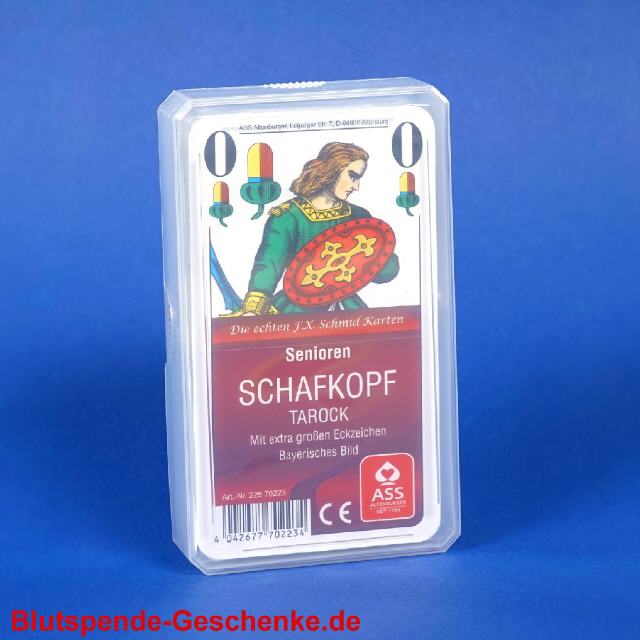 ASS Altenburger, Leipziger Str. 7, D-04600 Altenburg
O O
Die echten F.X. Schmid Karten
Senioren
SCHAFKOPF
TAROCK
Mit extra großen Eckzeichen
Bayerisches Bild
ASS
ALTENBURGER
SEIT 1765
Art.-Nr. 225 70223
CE
4 042677 702234
Blutspende-Geschenke.de